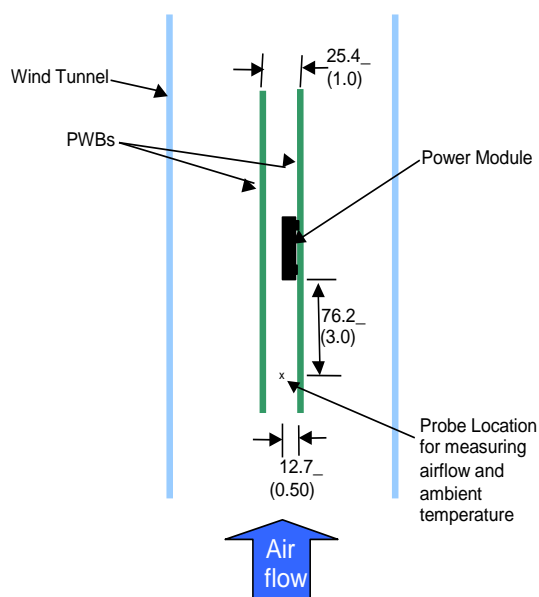 25.4_
(1.0)
Wind Tunnel
PWBs
Power Module
76.2_
(3.0)
x
Probe Location
for measuring
airflow and
ambient
temperature
12.7_
(0.50)
Air
flow